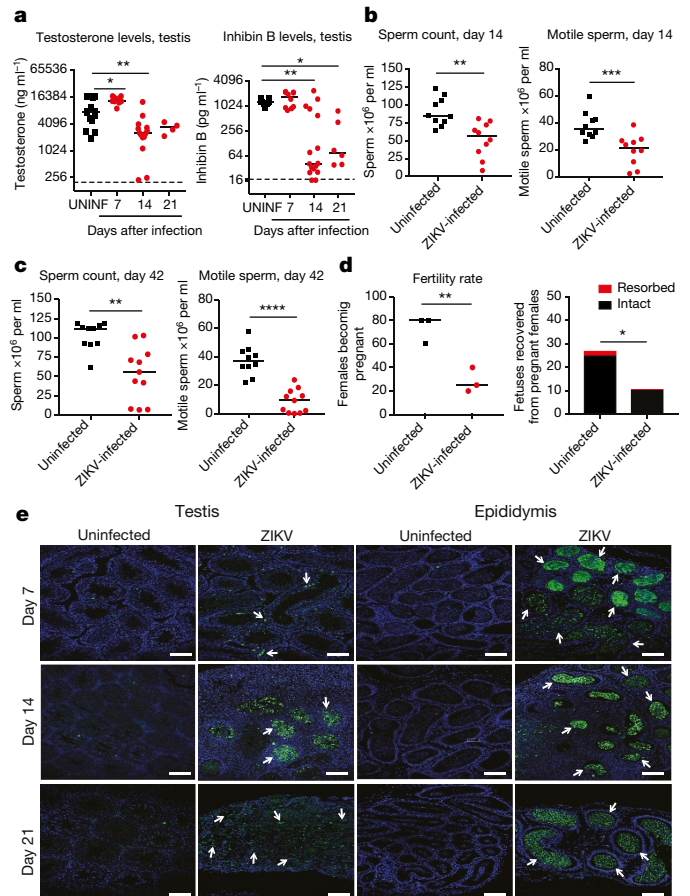 a
Testosterone levels, testis
Testosterone (ng ml⁻¹)
65536
16384
4096
1024
256
**
*
UNINF 7 14 21
Days after infection
Inhibin B levels, testis
Inhibin B (pg ml⁻¹)
4096
1024
256
64
16
*
**
UNINF 7 14 21
Days after infection
b
Sperm count, day 14
Sperm ×10⁶ per ml
150
125
100
75
50
25
0
**
Uninfected
ZIKV-infected
Motile sperm, day 14
Motile sperm ×10⁶ per ml
80
60
40
20
0
***
Uninfected
ZIKV-infected
c
Sperm count, day 42
Sperm ×10⁶ per ml
150
125
100
75
50
25
0
**
Uninfected
ZIKV-infected
Motile sperm, day 42
Motile sperm ×10⁶ per ml
80
60
40
20
0
****
Uninfected
ZIKV-infected
d
Fertility rate
Females becomig
pregnant
100
80
60
40
20
0
**
Uninfected
ZIKV-infected
Resorbed
Intact
Fetuses recovered
from pregnant females
50
40
30
20
10
0
*
Uninfected
ZIKV-infected
e
Testis
Epididymis
Uninfected
ZIKV
Uninfected
ZIKV
Day 7
Day 14
Day 21